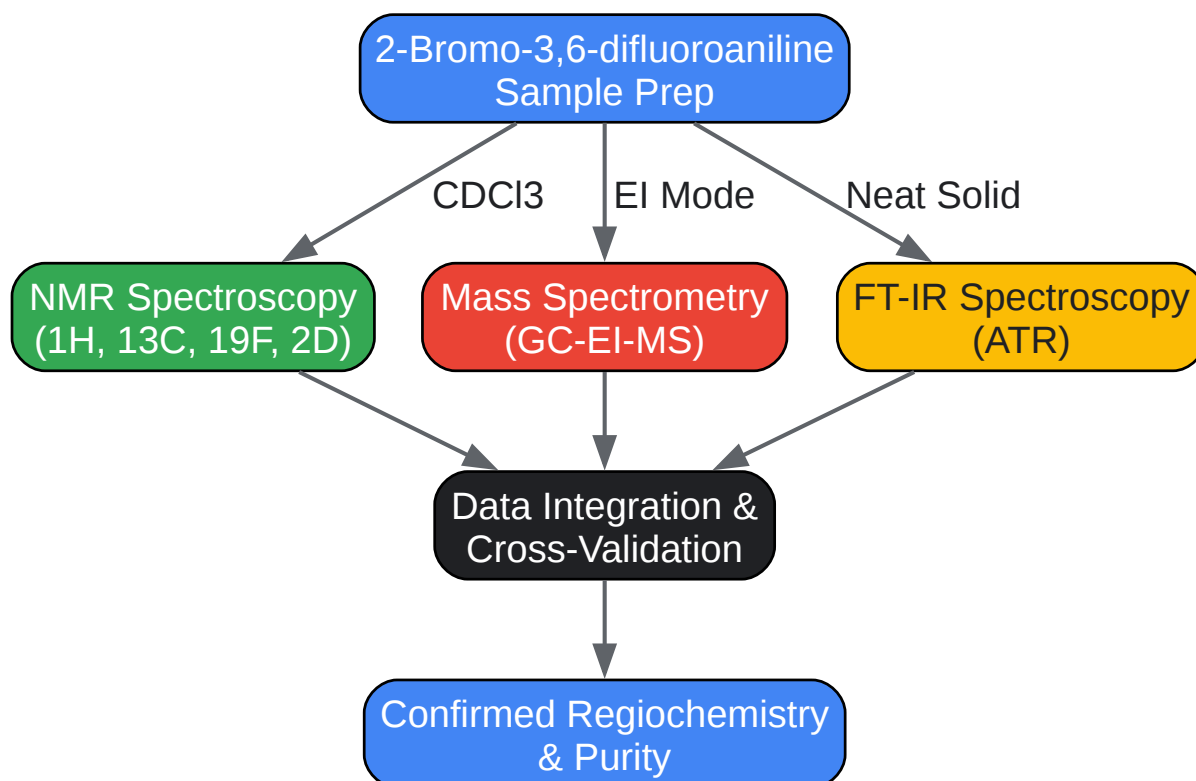 2-Bromo-3,6-difluoroaniline
Sample Prep
CDCl3
EI Mode
Neat Solid
NMR Spectroscopy
(1H, 13C, 19F, 2D)
Mass Spectrometry
(GC-EI-MS)
FT-IR Spectroscopy
(ATR)
Data Integration &
Cross-Validation
Confirmed Regiochemistry
& Purity